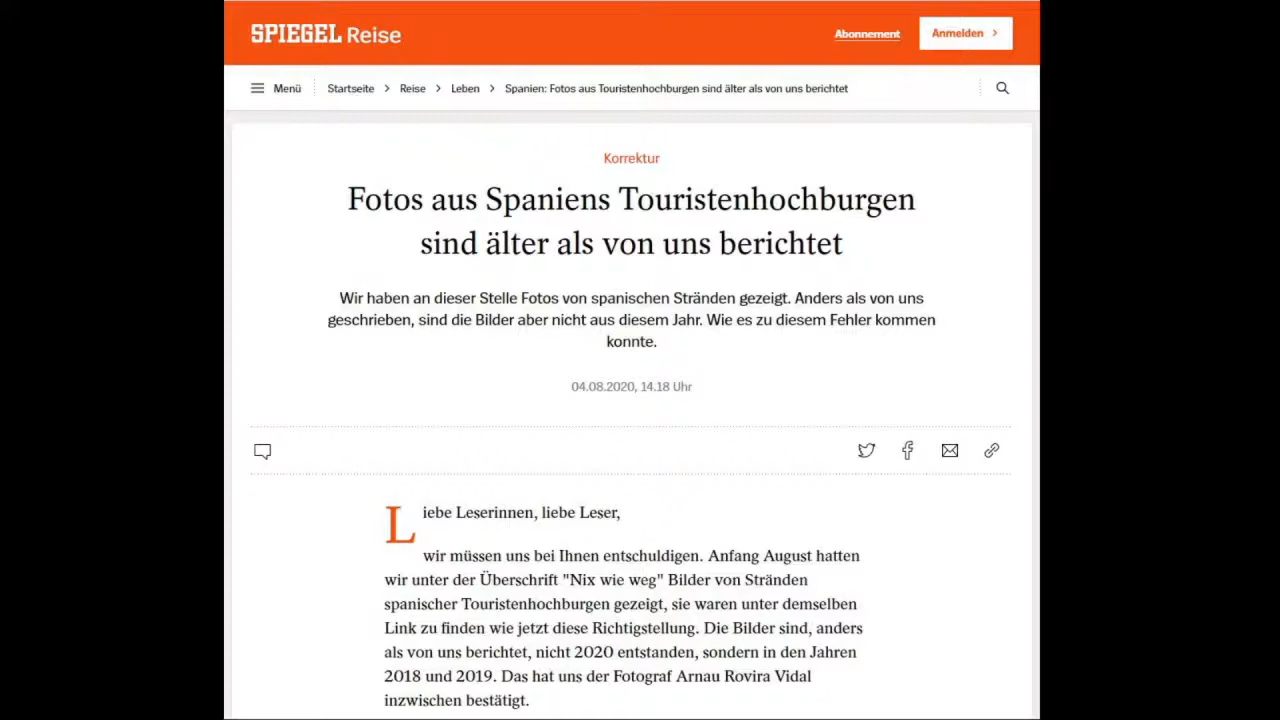 SPIEGEL Reise
Abonnement
Anmelden
Menü
Startseite
Reise
Leben
Spanien: Fotos aus Touristenhochburgen sind älter als von uns berichtet
Korrektur
Fotos aus Spaniens Touristenhochburgen
sind älter als von uns berichtet
Wir haben an dieser Stelle Fotos von spanischen Stränden gezeigt. Anders als von uns
geschrieben, sind die Bilder aber nicht aus diesem Jahr. Wie es zu diesem Fehler kommen
konnte.
04.08.2020, 14.18 Uhr
Liebe Leserinnen, liebe Leser,
wir müssen uns bei Ihnen entschuldigen. Anfang August hatten
wir unter der Überschrift "Nix wie weg" Bilder von Stränden
spanischer Touristenhochburgen gezeigt, sie waren unter demselben
Link zu finden wie jetzt diese Richtigstellung. Die Bilder sind, anders
als von uns berichtet, nicht 2020 entstanden, sondern in den Jahren
2018 und 2019. Das hat uns der Fotograf Arnau Rovira Vidal
inzwischen bestätigt.